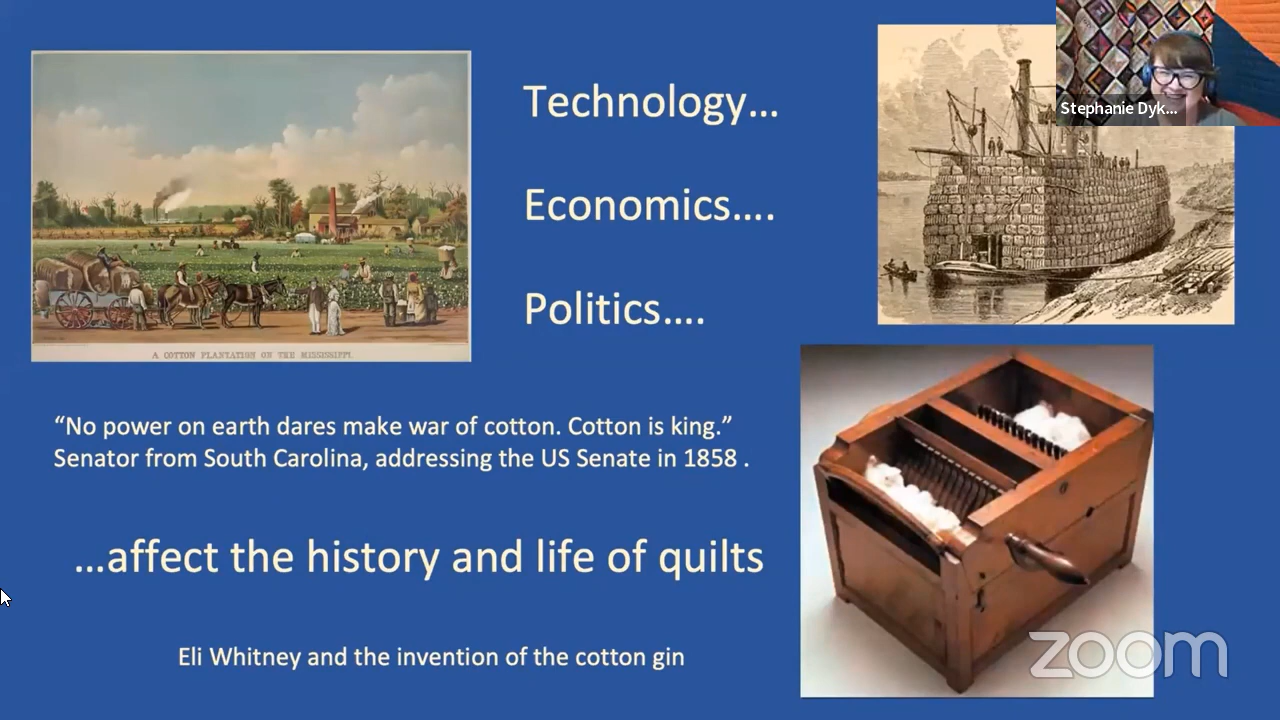 Technology...
Economics....
Politics....
Stephanie Dyk...
A COTTON PLANTATION ON THE MISSISSIPPI.
“No power on earth dares make war of cotton. Cotton is king.”
Senator from South Carolina, addressing the US Senate in 1858 .
...affect the history and life of quilts
Eli Whitney and the invention of the cotton gin
zoom